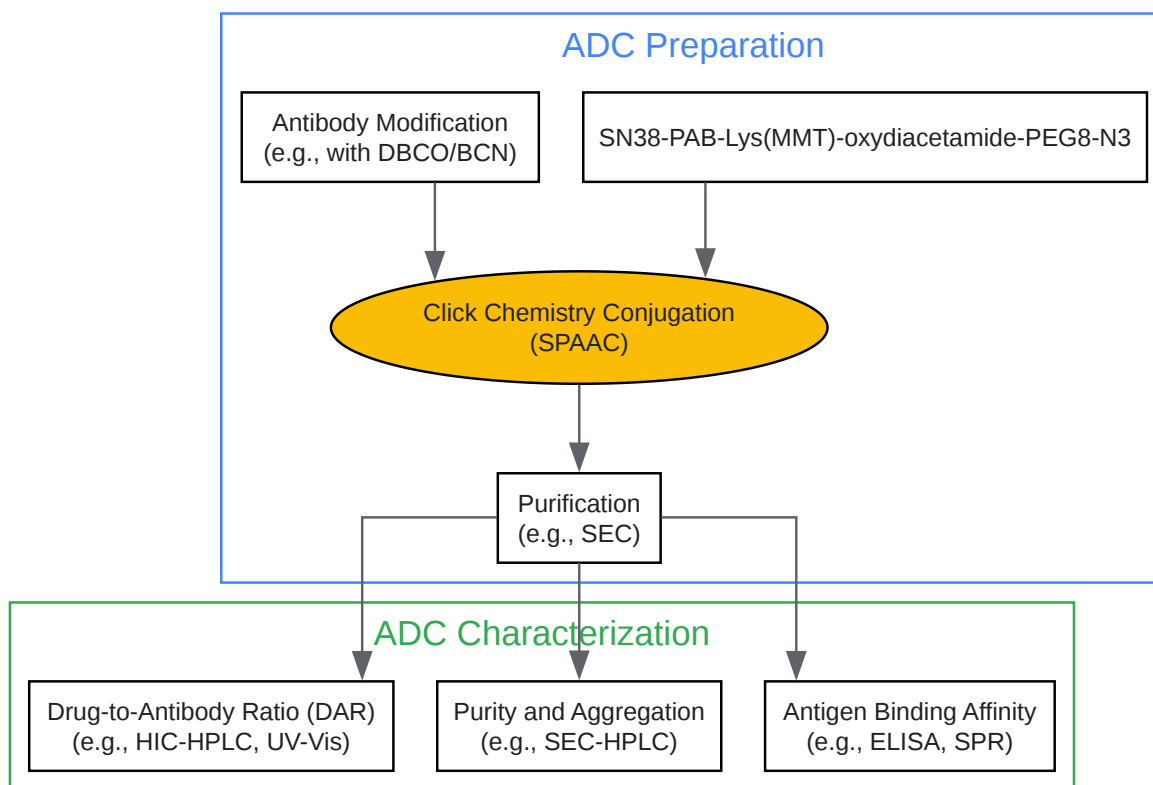 ADC Preparation
Antibody Modification
(e.g., with DBCO/BCN)
SN38-PAB-Lys(MMT)-oxydiacetamide-PEG8-N3
Click Chemistry Conjugation
(SPAAC)
Purification
(e.g., SEC)
ADC Characterization
Drug-to-Antibody Ratio (DAR)
(e.g., HIC-HPLC, UV-Vis)
Purity and Aggregation
(e.g., SEC-HPLC)
Antigen Binding Affinity
(e.g., ELISA, SPR)